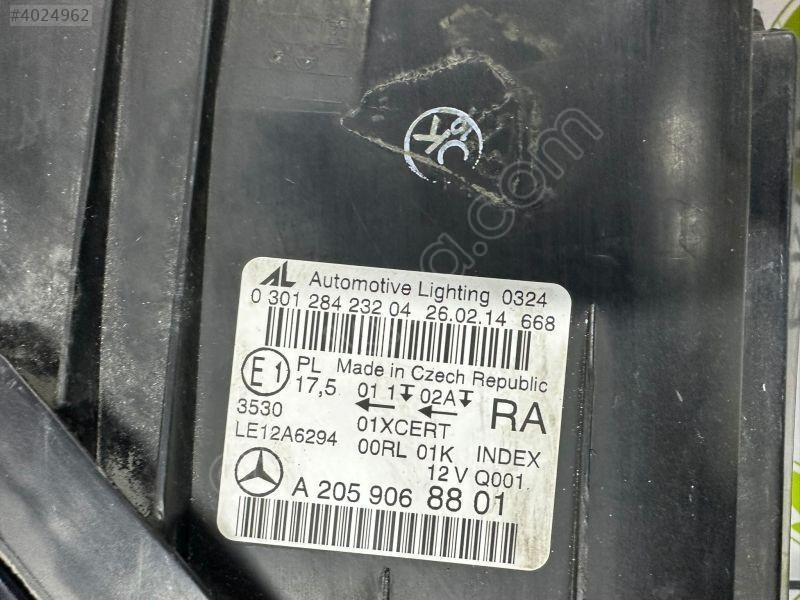 #4024962
AL Automotive Lighting 0324
0 301 284 232 04 26.02.14 668
E1 PL Made in Czech Republic
17,5 01 1 02A
3530 RA
01XCERT
LE12A6294 00RL 01K INDEX
12 V Q001
A 205 906 88 01